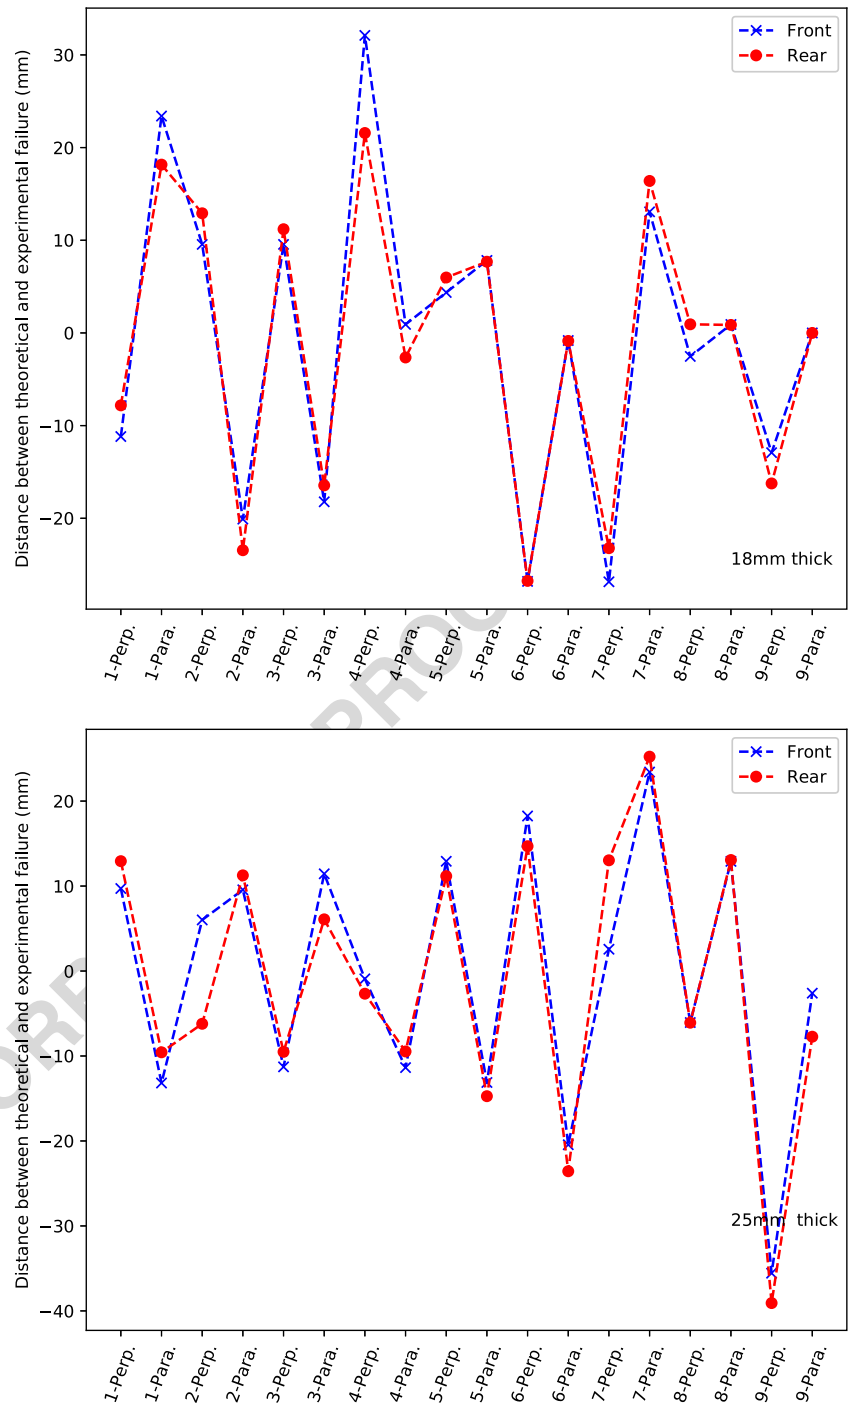 Front
Rear
30
20
10
0
−10
−20
Distance between theoretical and experimental failure (mm)
18mm thick
1-Perp.
1-Para.
2-Perp.
2-Para.
3-Perp.
3-Para.
4-Perp.
4-Para.
5-Perp.
5-Para.
6-Perp.
6-Para.
7-Perp.
7-Para.
8-Perp.
8-Para.
9-Perp.
9-Para.
Front
Rear
20
10
0
−10
−20
−30
−40
Distance between theoretical and experimental failure (mm)
25mm thick
1-Perp.
1-Para.
2-Perp.
2-Para.
3-Perp.
3-Para.
4-Perp.
4-Para.
5-Perp.
5-Para.
6-Perp.
6-Para.
7-Perp.
7-Para.
8-Perp.
8-Para.
9-Perp.
9-Para.